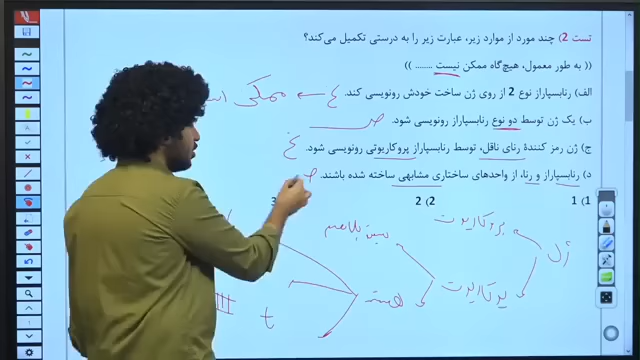 تست 2) چند مورد از موارد زیر، عبارت زیر را به درستی تکمیل می‌کند؟
(( به طور معمول، هیچ‌گاه ممکن نیست ........ ))
الف) رنابسپاراز نوع 2 از روی ژن ساخت خودش رونویسی کند. غ ← ممکن
ب) یک ژن توسط دو نوع رنابسپاراز رونویسی شود. ص
ج) ژن رمز کنندهٔ رنای ناقل، توسط رنابسپاراز پروکاریوتی رونویسی شود. غ
د) رنابسپاراز و رنا، از واحدهای ساختاری مشابهی ساخته شده باشند. ص
1) 1
2) 2
3
پروکاریوت
ژن
سیتوپلاسم
یوکاریوت
هسته
t